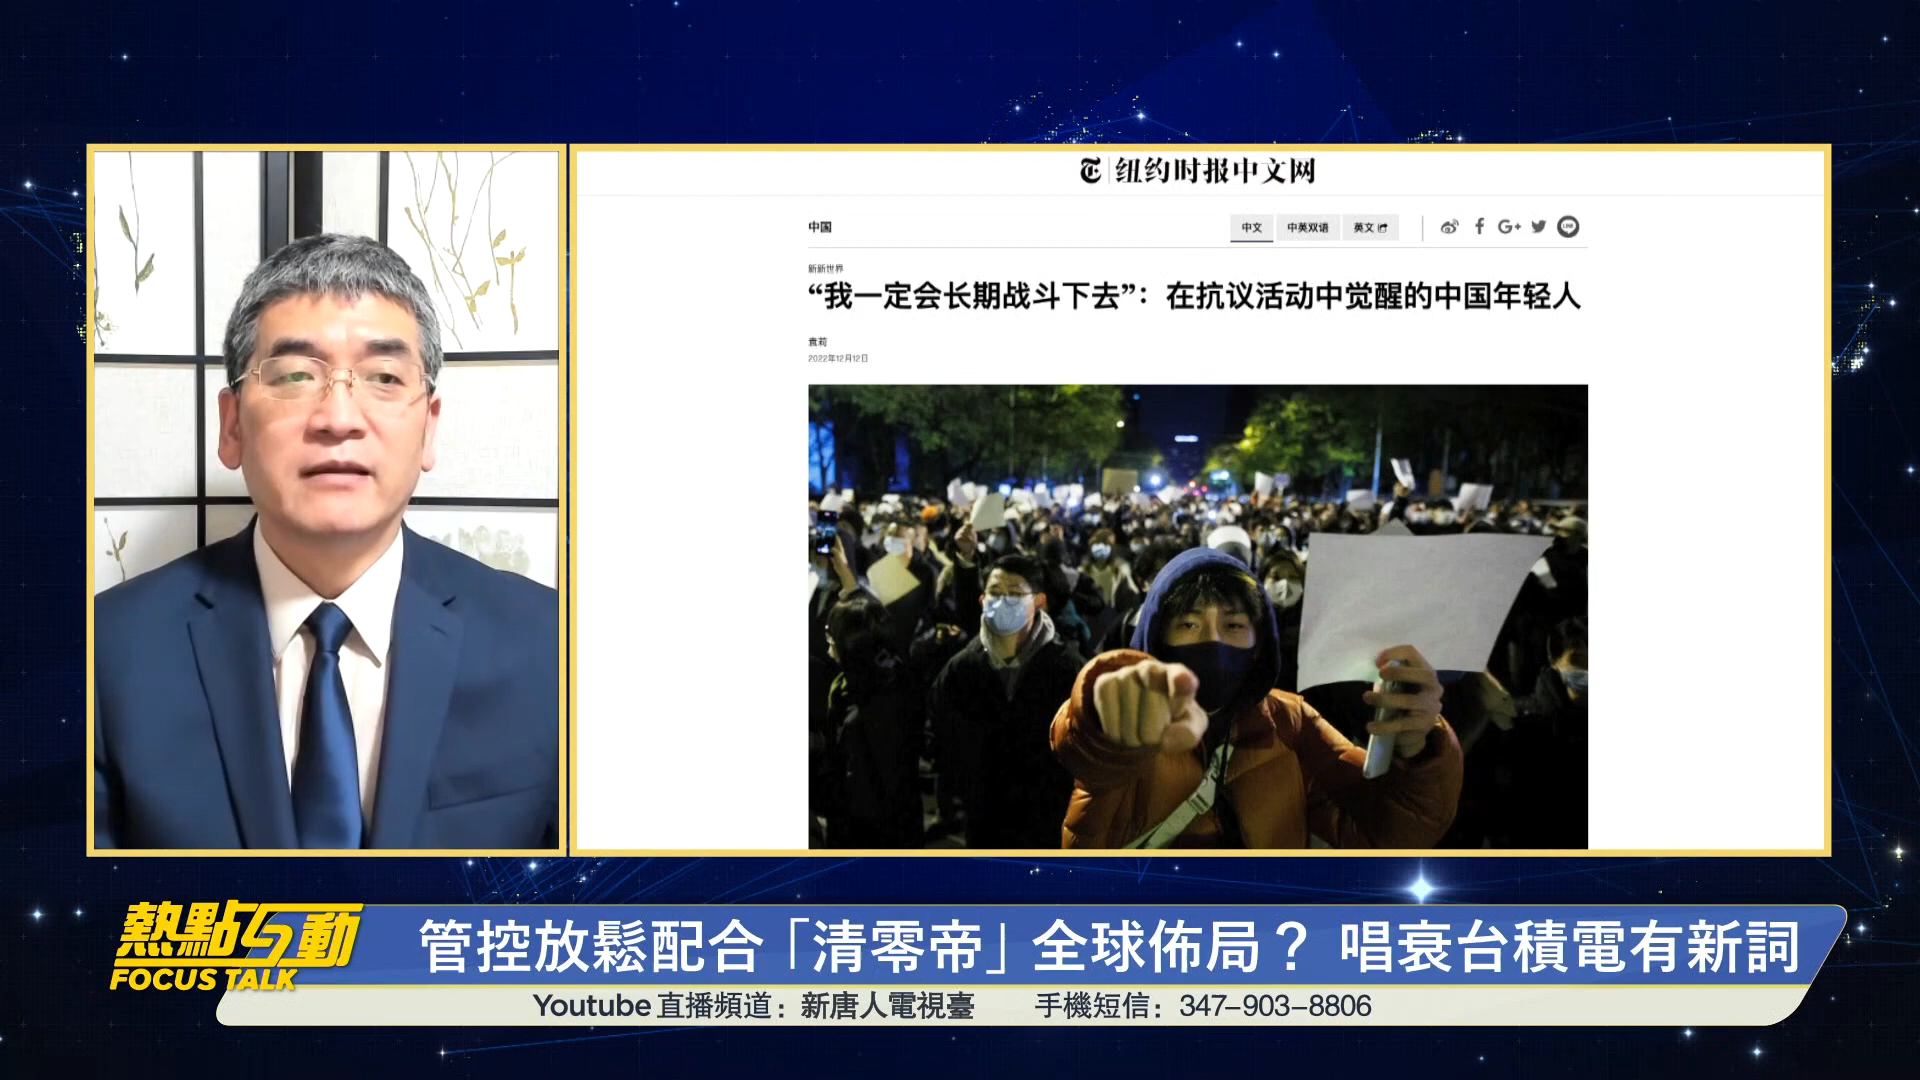 纽约时报中文网
中国
中文 中英双语 英文
新新世界
“我一定会长期战斗下去”：在抗议活动中觉醒的中国年轻人
袁莉
2022年12月12日
熱點互動
FOCUS TALK
管控放鬆配合「清零帝」全球佈局？ 唱衰台積電有新詞
Youtube 直播頻道：新唐人電視臺 手機短信：347-903-8806